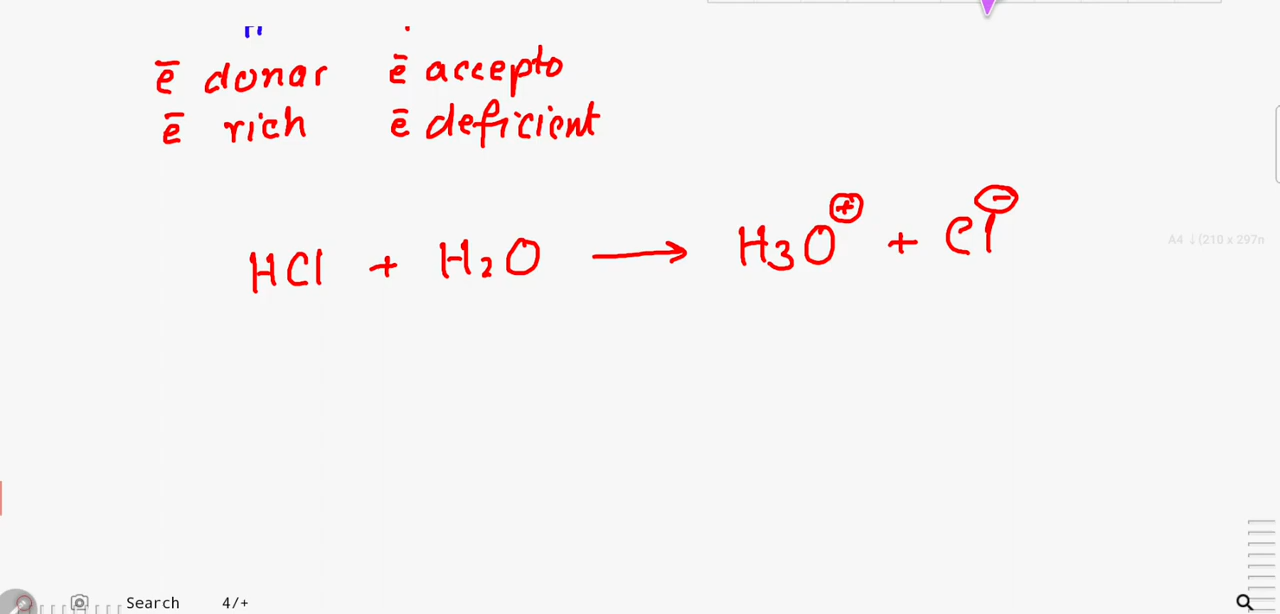 ē donar ē accepto
ē rich ē deficient
HCl + H₂O ⟶ H₃O⊕ + Cl⊖
A4 ↓(210 x 297n
Search 4/+